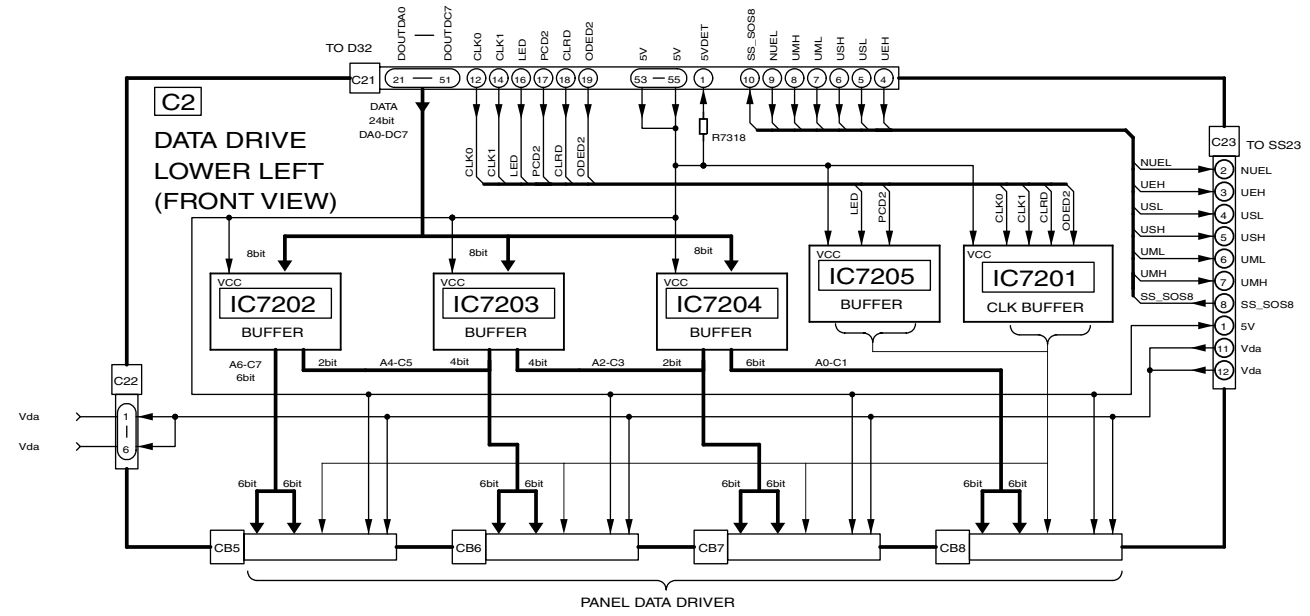 DOUTDA0
DOUTDC7
CLK0
CLK1
LED
PCD2
CLRD
ODED2
5V
5V
5VDET
SS_SOS8
NUEL
UMH
UML
USH
USL
UEH
TO D32
C21
21 — 51
12
14
16
17
18
19
53 — 55
1
10
9
8
7
6
5
4
C2
DATA DRIVE
LOWER LEFT
(FRONT VIEW)
DATA
24bit
DA0-DC7
R7318
CLK0
CLK1
LED
PCD2
CLRD
ODED2
LED
PCD2
CLK0
CLK1
CLRD
ODED2
C23
TO SS23
NUEL
2
NUEL
UEH
3
UEH
USL
4
USL
USH
5
USH
UML
6
UML
UMH
7
UMH
SS_SOS8
8
SS_SOS8
1
5V
11
Vda
12
Vda
8bit
8bit
8bit
VCC
IC7202
BUFFER
VCC
IC7203
BUFFER
VCC
IC7204
BUFFER
VCC
IC7205
BUFFER
VCC
IC7201
CLK BUFFER
A6-C7
6bit
2bit
A4-C5
4bit
4bit
A2-C3
2bit
6bit
A0-C1
C22
Vda
1
Vda
6
6bit
6bit
6bit
6bit
6bit
6bit
6bit
6bit
CB5
CB6
CB7
CB8
PANEL DATA DRIVER